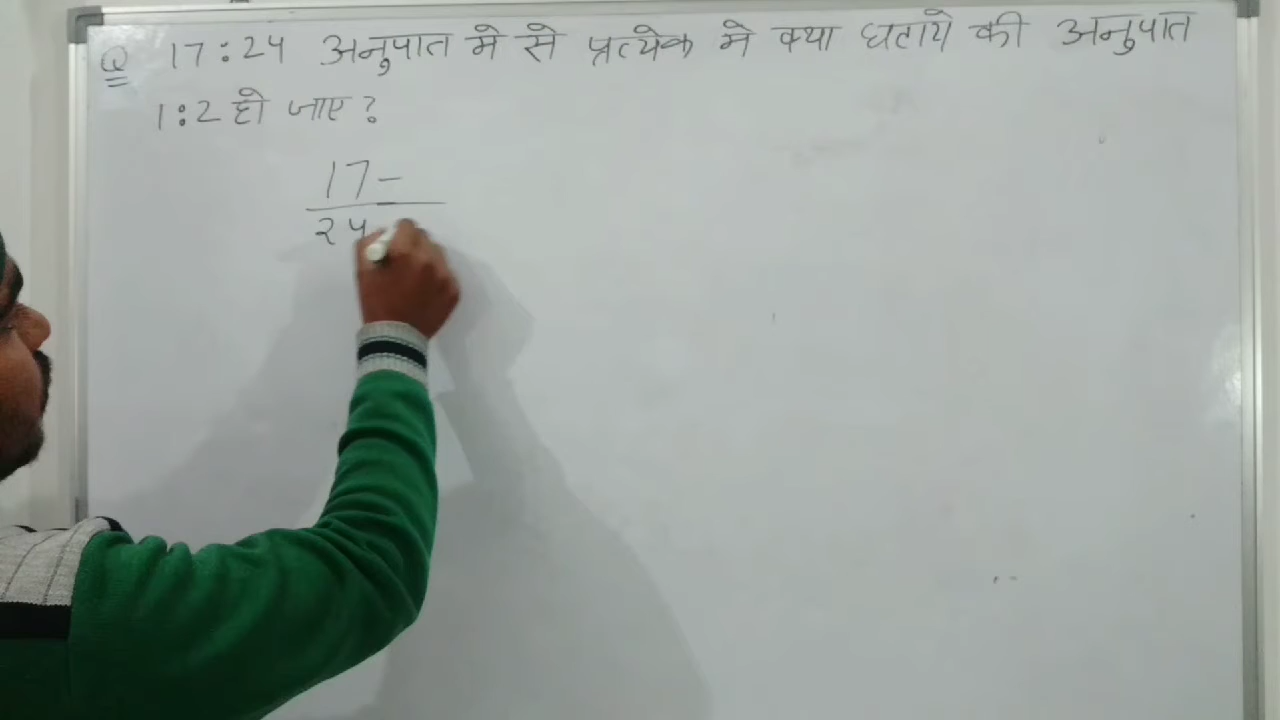 Q 17:24 अनुपात मे से प्रत्येक मे क्या घटाये की अनुपात
1:2 हो जाए?
17-
24